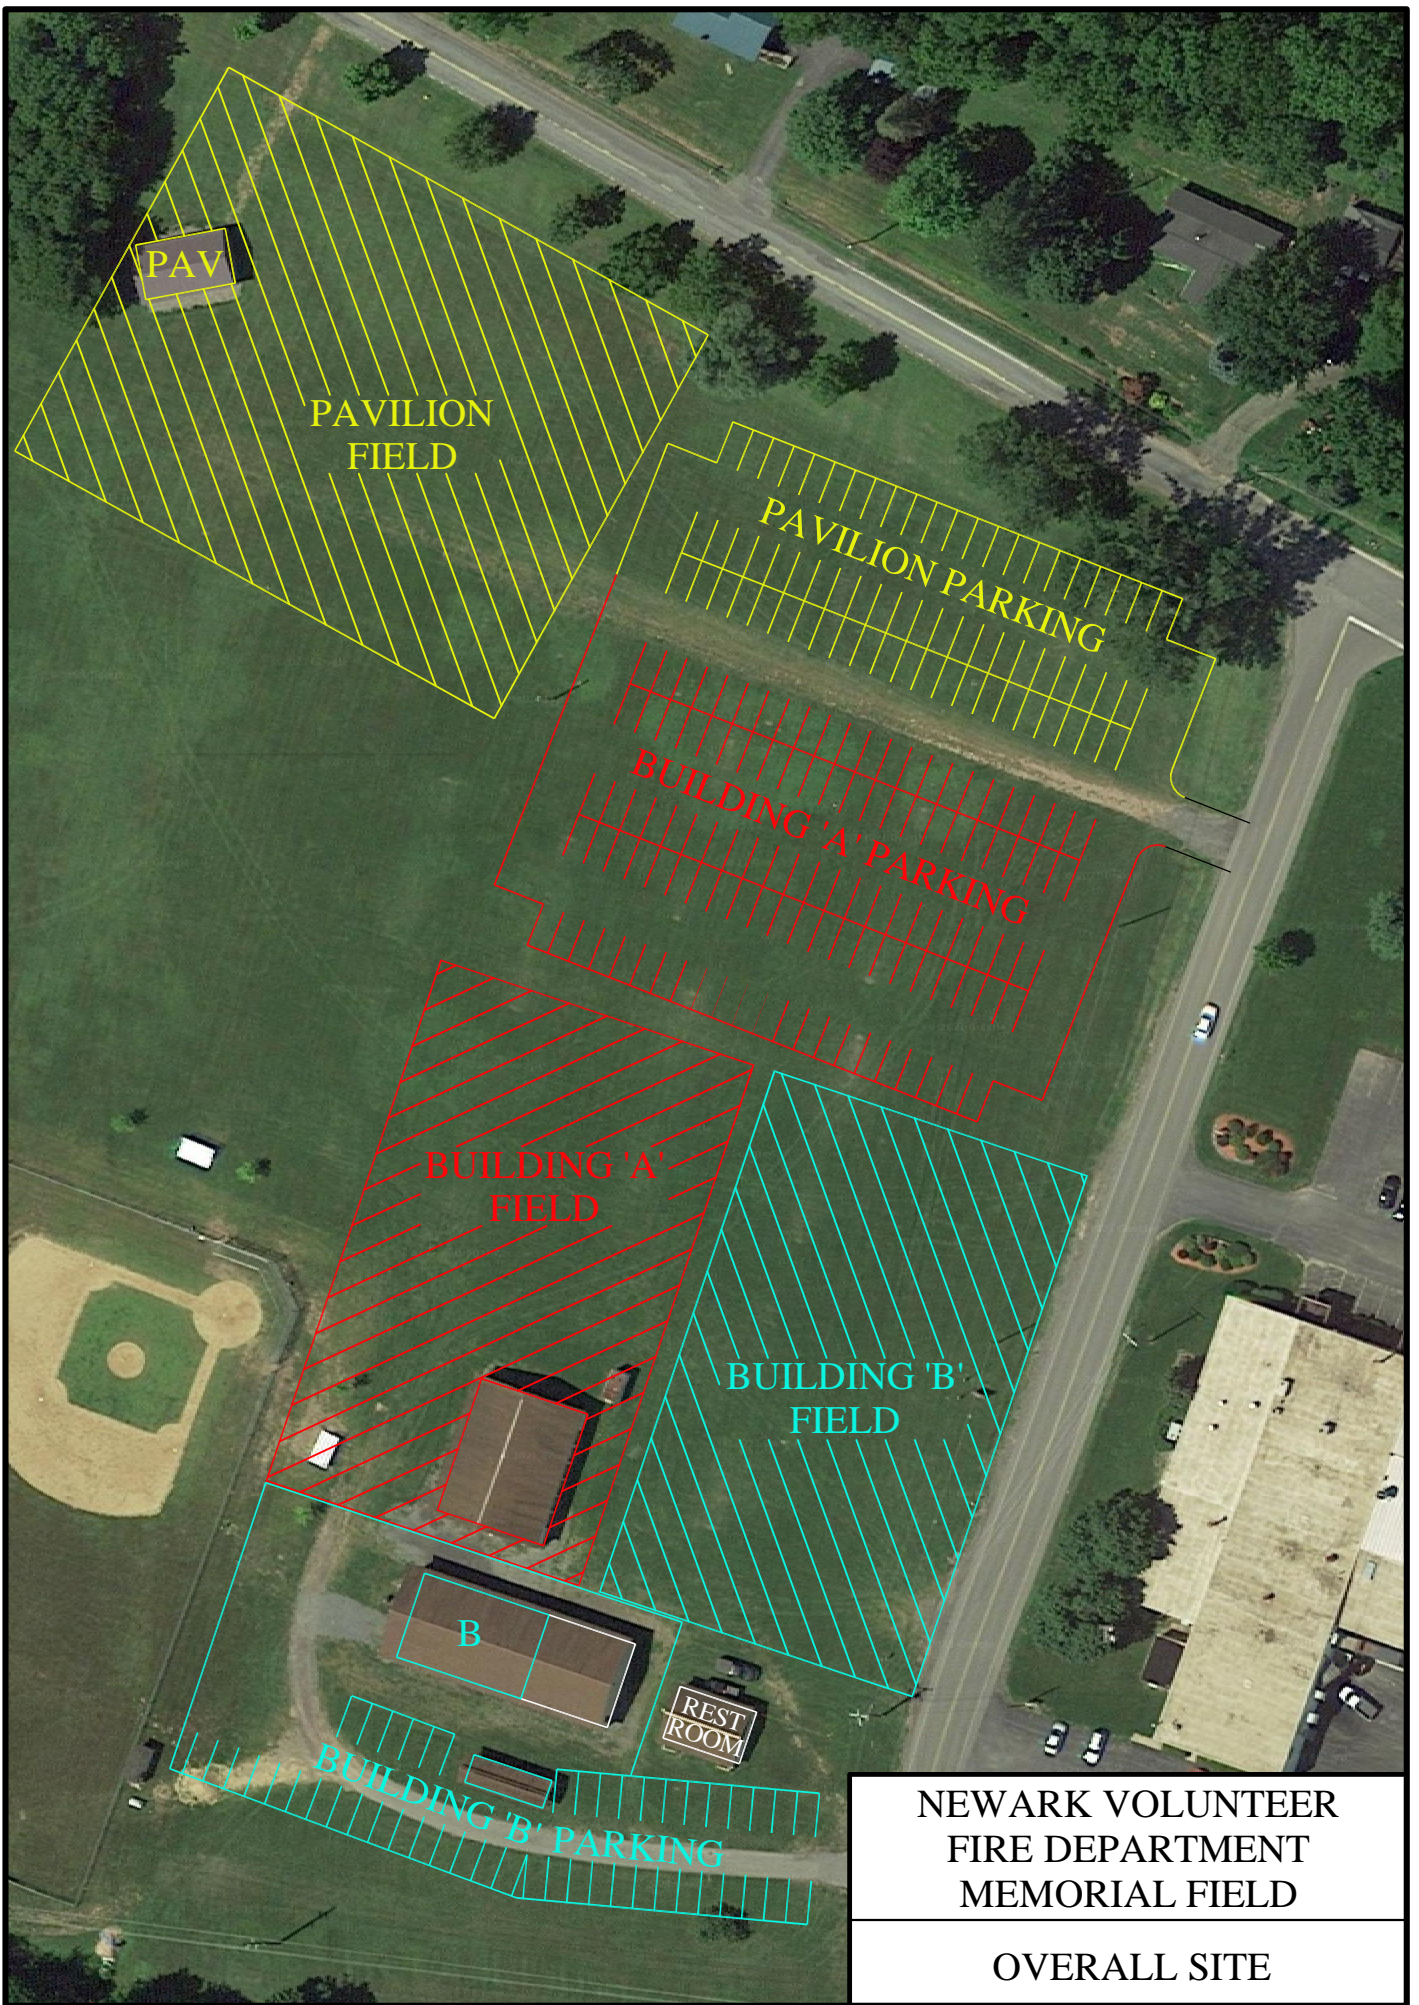 PAV
PAVILION
FIELD
PAVILION PARKING
BUILDING 'A' PARKING
BUILDING 'A'
FIELD
BUILDING 'B'
FIELD
B
REST
ROOM
BUILDING 'B' PARKING
NEWARK VOLUNTEER
FIRE DEPARTMENT
MEMORIAL FIELD
OVERALL SITE